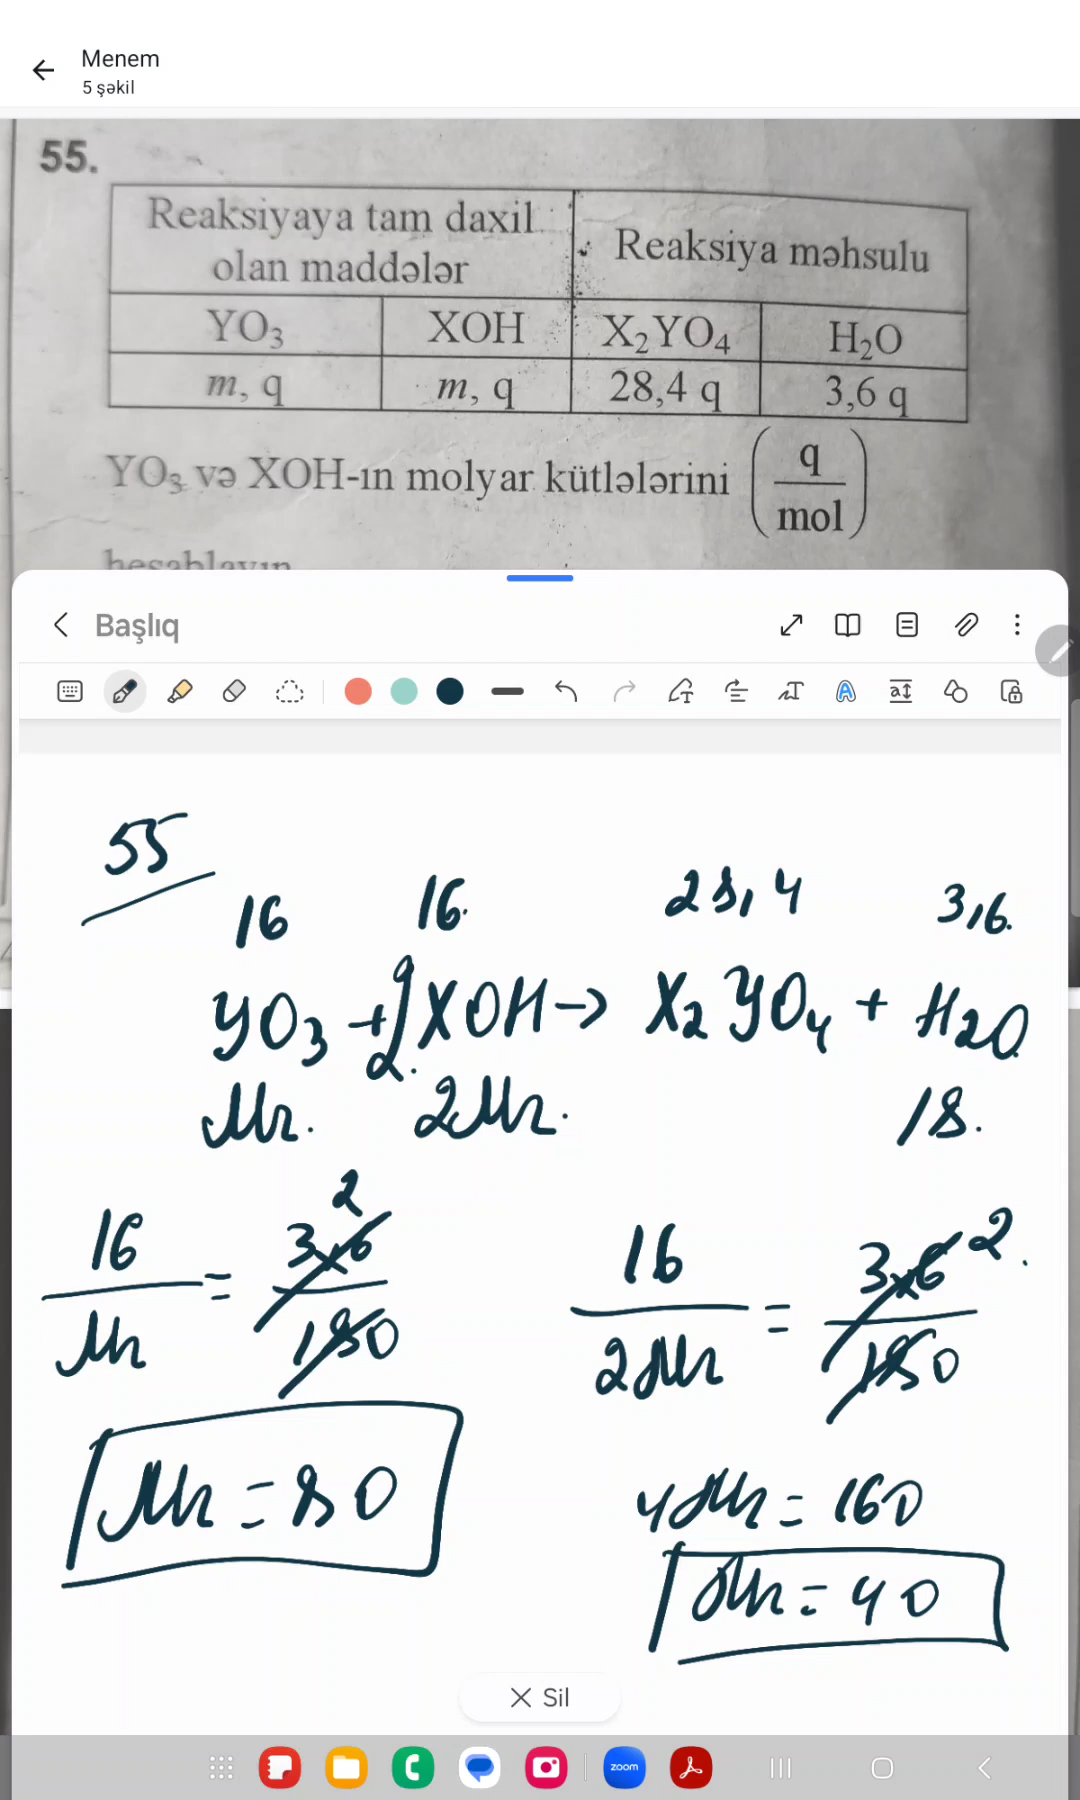 Menem
5 şəkil
55.
Reaksiyaya tam daxil olan maddələr
Reaksiya məhsulu
YO₃ XOH X₂YO₄ H₂O
m, q m, q 28,4 q 3,6 q
YO₃ və XOH-ın molyar kütlələrini (q/mol)
hesablayın
Başlıq
55
16 16. 28,4 3,6.
YO₃ + 2XOH → X₂YO₄ + H₂O
Mr. 2Mr. 18.
16/Mr = 3,6/180 2
16/2Mr = 3,6/180 2.
Mr = 80
4Mr = 160
Mr = 40
Sil
zoom